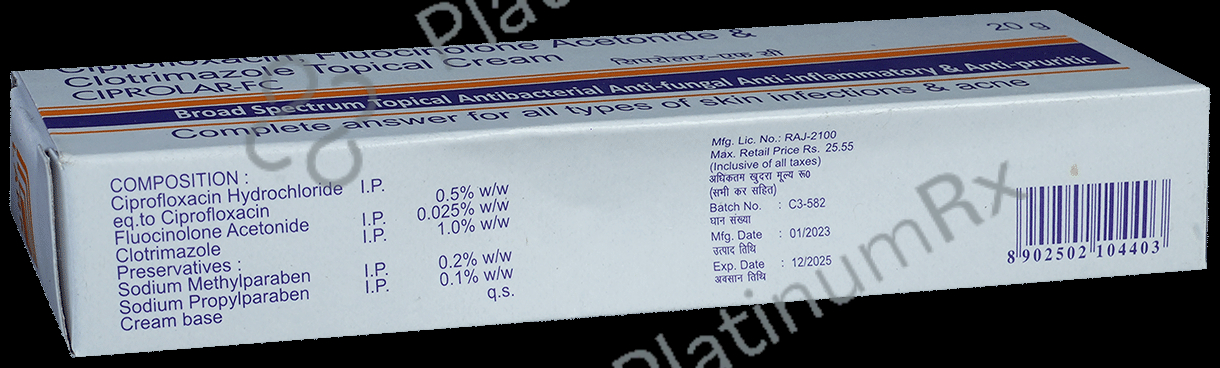 Ciprofloxacin, Fluocinolone Acetonide &
Clotrimazole Topical Cream
CIPROLAR-FC
सिपरोलार-एफ सी
20 g
Broad Spectrum Topical Antibacterial Anti-fungal Anti-inflammatory & Anti-pruritic
Complete answer for all types of skin infections & acne
COMPOSITION :
Ciprofloxacin Hydrochloride I.P.
eq.to Ciprofloxacin 0.5% w/w
Fluocinolone Acetonide I.P. 0.025% w/w
Clotrimazole I.P. 1.0% w/w
Preservatives :
Sodium Methylparaben I.P. 0.2% w/w
Sodium Propylparaben I.P. 0.1% w/w
Cream base q.s.
Mfg. Lic. No.: RAJ-2100
Max. Retail Price Rs. 25.55
(Inclusive of all taxes)
अधिकतम खुदरा मूल्य रू0
(सभी कर सहित)
Batch No. : C3-582
घान संख्या
Mfg. Date : 01/2023
उत्पाद तिथि
Exp. Date : 12/2025
अवसान तिथि
8 902502 104403
PlatinumRx
PlatinumRx